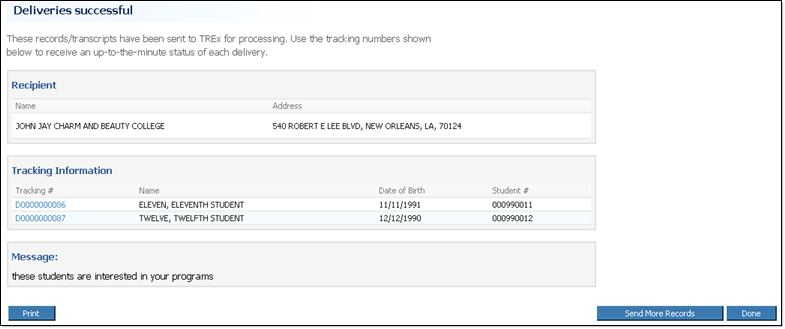 Deliveries successful
These records/transcripts have been sent to TREx for processing. Use the tracking numbers shown
below to receive an up-to-the-minute status of each delivery.
Recipient
Name Address
JOHN JAY CHARM AND BEAUTY COLLEGE 540 ROBERT E LEE BLVD, NEW ORLEANS, LA, 70124
Tracking Information
Tracking # Name Date of Birth Student #
D0000000086 ELEVEN, ELEVENTH STUDENT 11/11/1991 000990011
D0000000087 TWELVE, TWELFTH STUDENT 12/12/1990 000990012
Message:
these students are interested in your programs
Print Send More Records Done